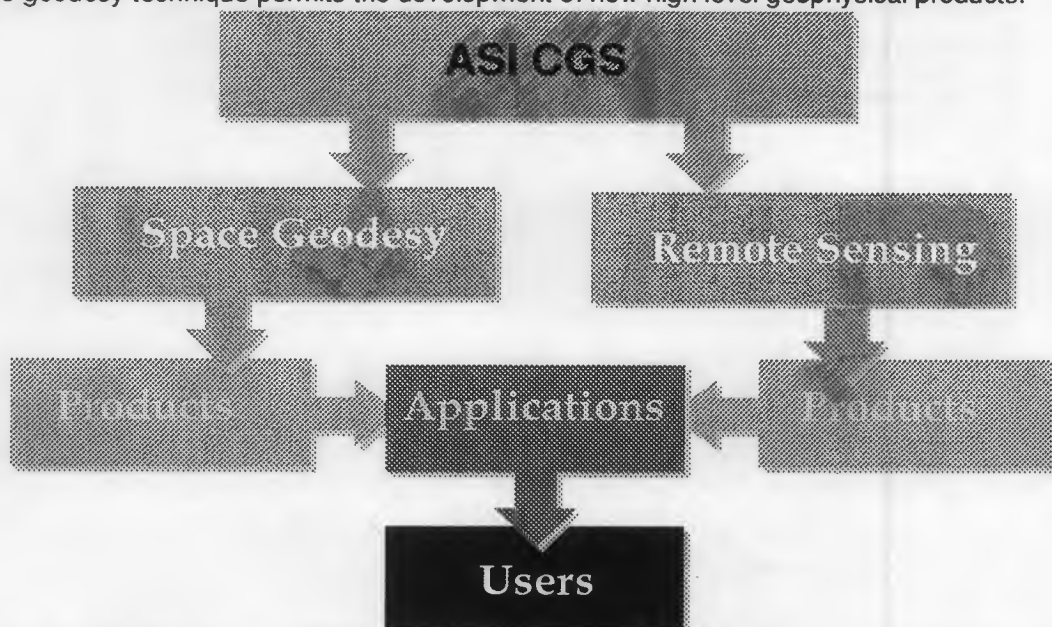 geodesy technique permits the development of new high level geophysical products.
ASI CGS
Space Geodesy
Remote Sensing
Products
Applications
Products
Users